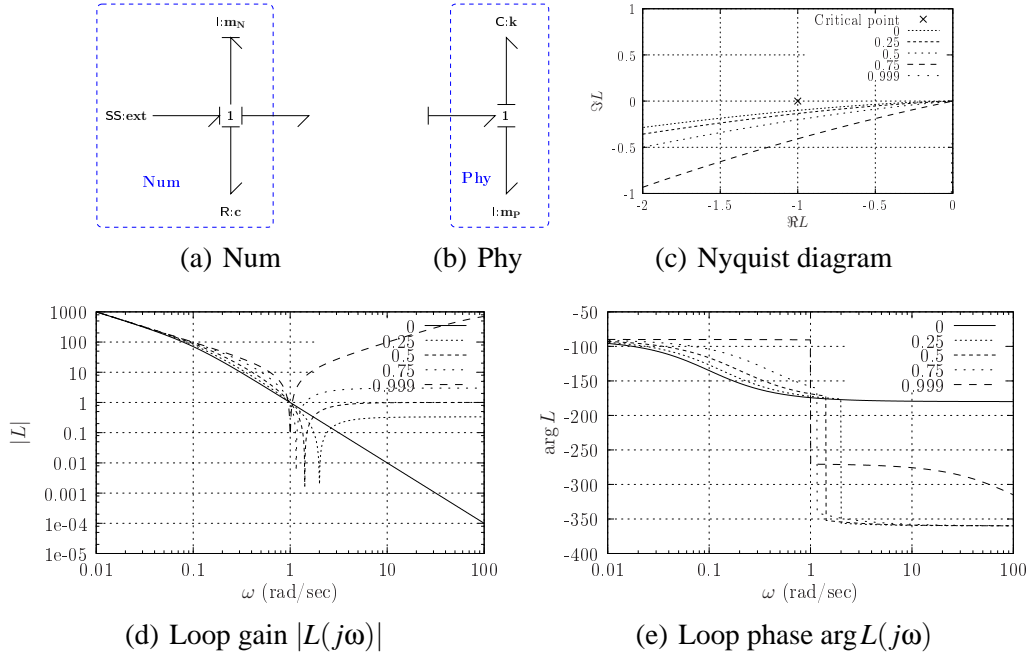 I:m_N
SS:ext
1
Num
R:c
(a) Num
C:k
1
Phy
I:m_P
(b) Phy
1
0.5
0
-0.5
-1
ℑL
-2
-1.5
-1
-0.5
0
ℜL
Critical point
0
0.25
0.5
0.75
0.999
(c) Nyquist diagram
1000
100
10
1
0.1
0.01
0.001
1e-04
1e-05
|L|
0.01
0.1
1
10
100
ω (rad/sec)
0
0.25
0.5
0.75
0.999
(d) Loop gain |L(jω)|
-50
-100
-150
-200
-250
-300
-350
-400
arg L
0.01
0.1
1
10
100
ω (rad/sec)
0
0.25
0.5
0.75
0.999
(e) Loop phase arg L(jω)